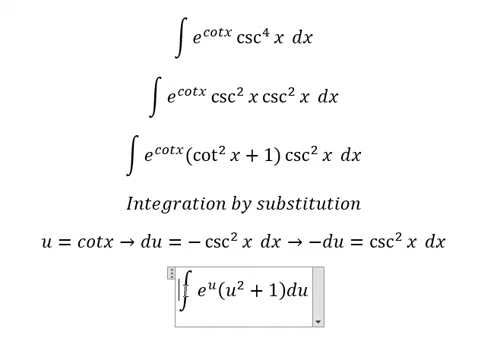 ∫ e^{cotx} csc⁴ x dx
∫ e^{cotx} csc² x csc² x dx
∫ e^{cotx}(cot² x + 1) csc² x dx
Integration by substitution
u = cotx → du = − csc² x dx → −du = csc² x dx
∫ e^u(u² + 1)du